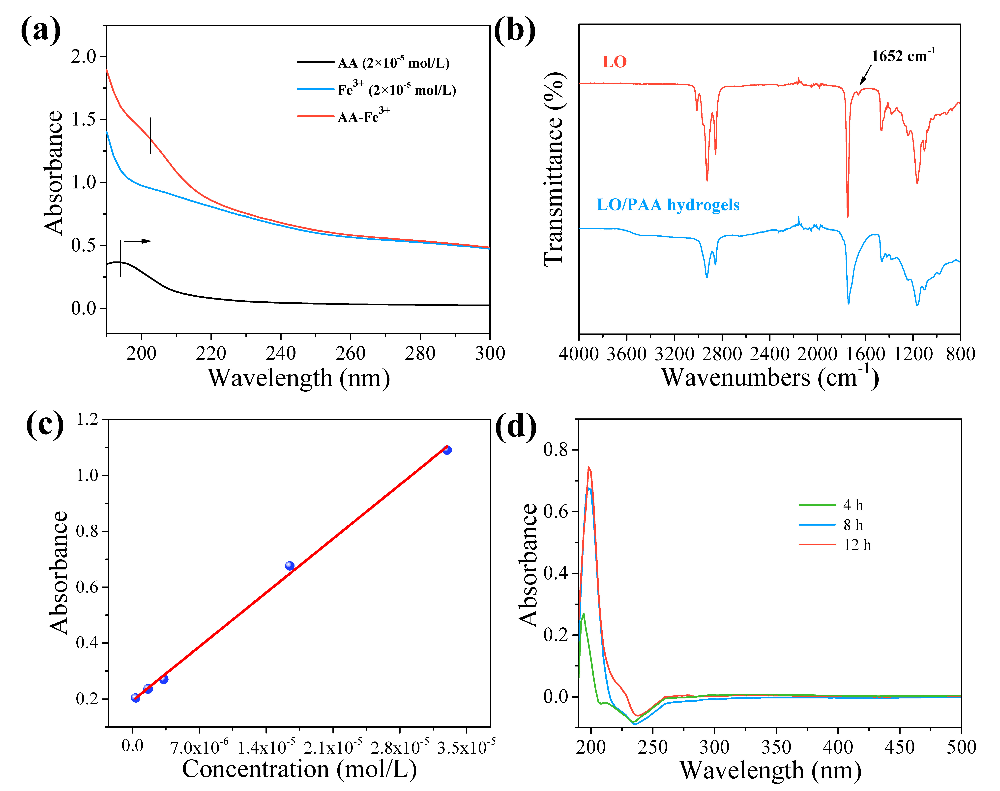 (a)
2.0
1.5
1.0
0.5
0.0
Absorbance
AA (2×10⁻⁵ mol/L)
Fe³⁺ (2×10⁻⁵ mol/L)
AA-Fe³⁺
200 220 240 260 280 300
Wavelength (nm)
(b)
Transmittance (%)
LO
1652 cm⁻¹
LO/PAA hydrogels
4000 3600 3200 2800 2400 2000 1600 1200 800
Wavenumbers (cm⁻¹)
(c)
1.2
1.0
0.8
0.6
0.4
0.2
Absorbance
0.0 7.0x10⁻⁶ 1.4x10⁻⁵ 2.1x10⁻⁵ 2.8x10⁻⁵ 3.5x10⁻⁵
Concentration (mol/L)
(d)
0.8
0.6
0.4
0.2
0.0
Absorbance
4 h
8 h
12 h
200 250 300 350 400 450 500
Wavelength (nm)